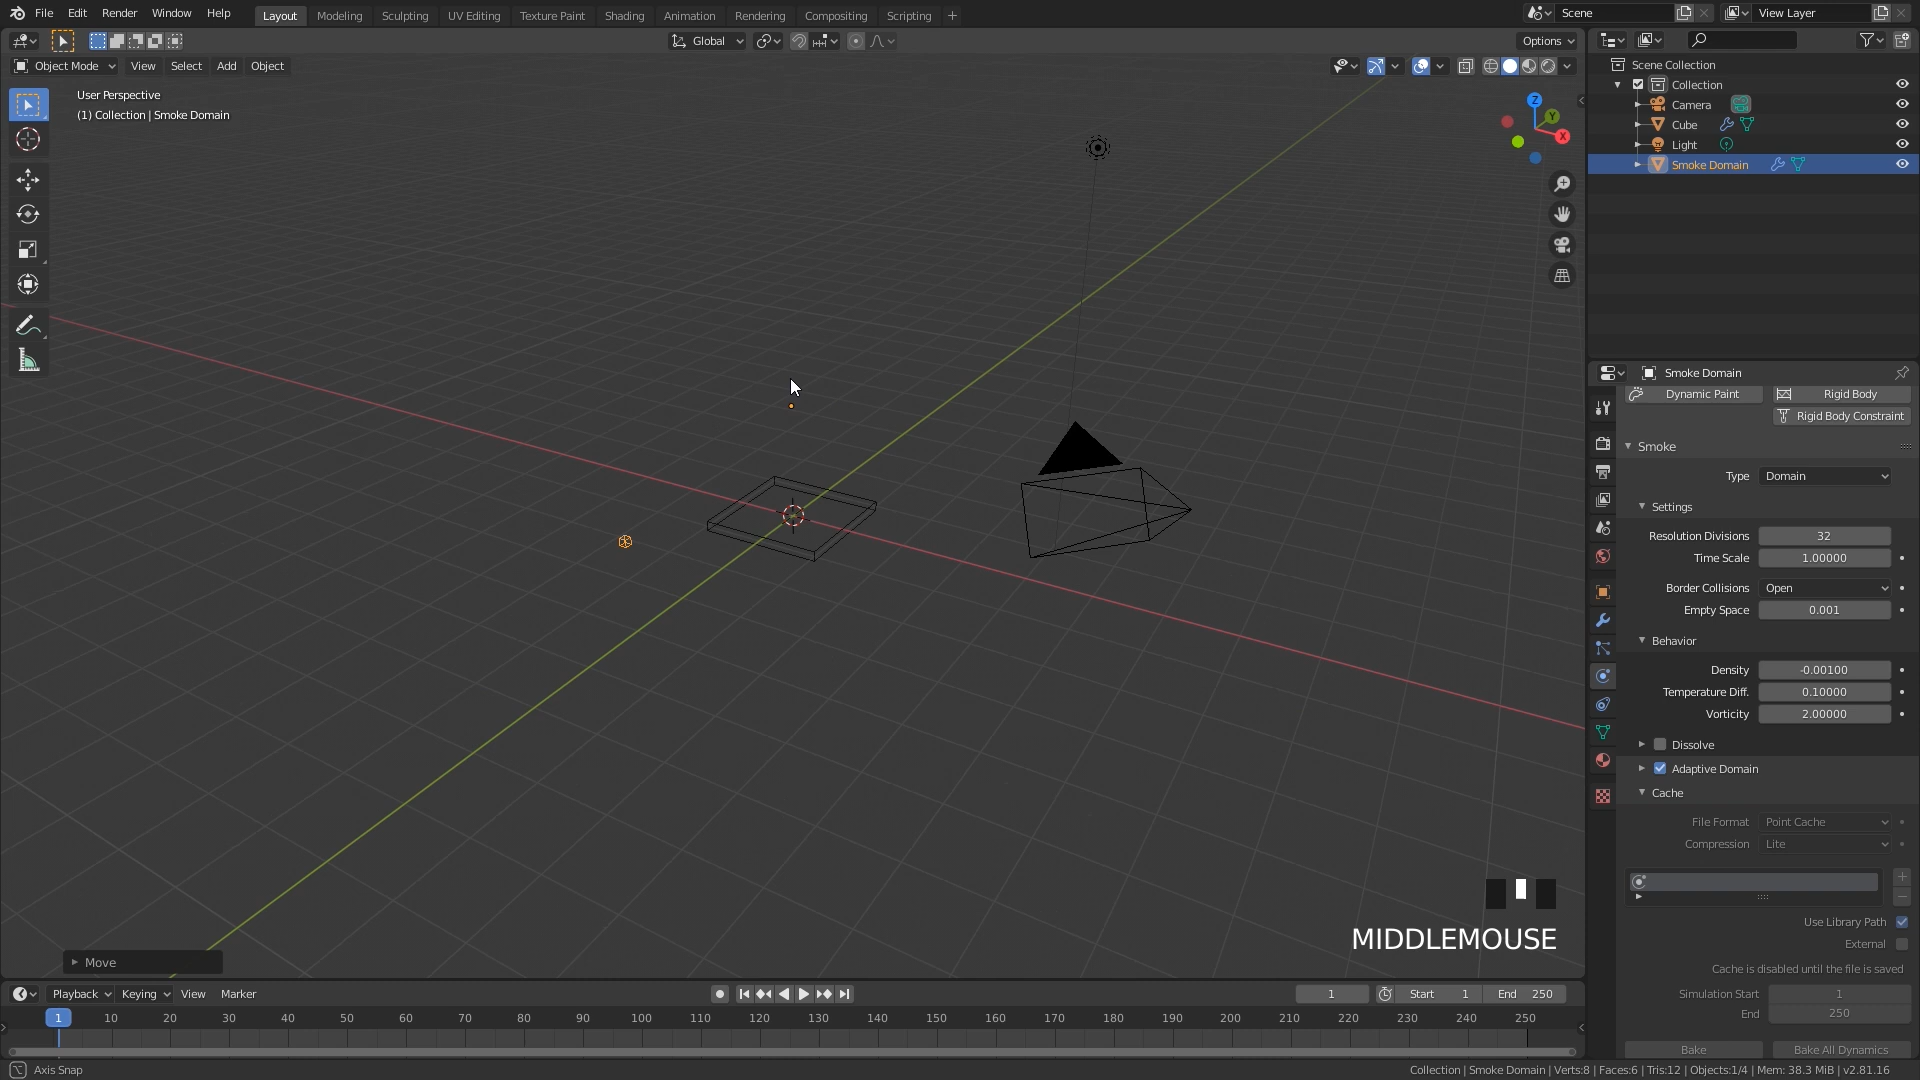 File Edit Render Window Help
Layout Modeling Sculpting UV Editing Texture Paint Shading Animation Rendering Compositing Scripting +
Scene
View Layer
Global
Options
Object Mode View Select Add Object
User Perspective
(1) Collection | Smoke Domain
Z
Y
X
Scene Collection
Collection
Camera
Cube
Light
Smoke Domain
Smoke Domain
Dynamic Paint
Rigid Body
Rigid Body Constraint
Smoke
Type Domain
Settings
Resolution Divisions 32
Time Scale 1.00000
Border Collisions Open
Empty Space 0.001
Behavior
Density -0.00100
Temperature Diff. 0.10000
Vorticity 2.00000
Dissolve
Adaptive Domain
Cache
File Format Point Cache
Compression Lite
Use Library Path
External
Cache is disabled until the file is saved
Simulation Start 1
End 250
Bake Bake All Dynamics
MIDDLEMOUSE
Move
Playback Keying View Marker
1 Start 1 End 250
1 10 20 30 40 50 60 70 80 90 100 110 120 130 140 150 160 170 180 190 200 210 220 230 240 250
Axis Snap
Collection | Smoke Domain | Verts:8 | Faces:6 | Tris:12 | Objects:1/4 | Mem: 38.3 MiB | v2.81.16